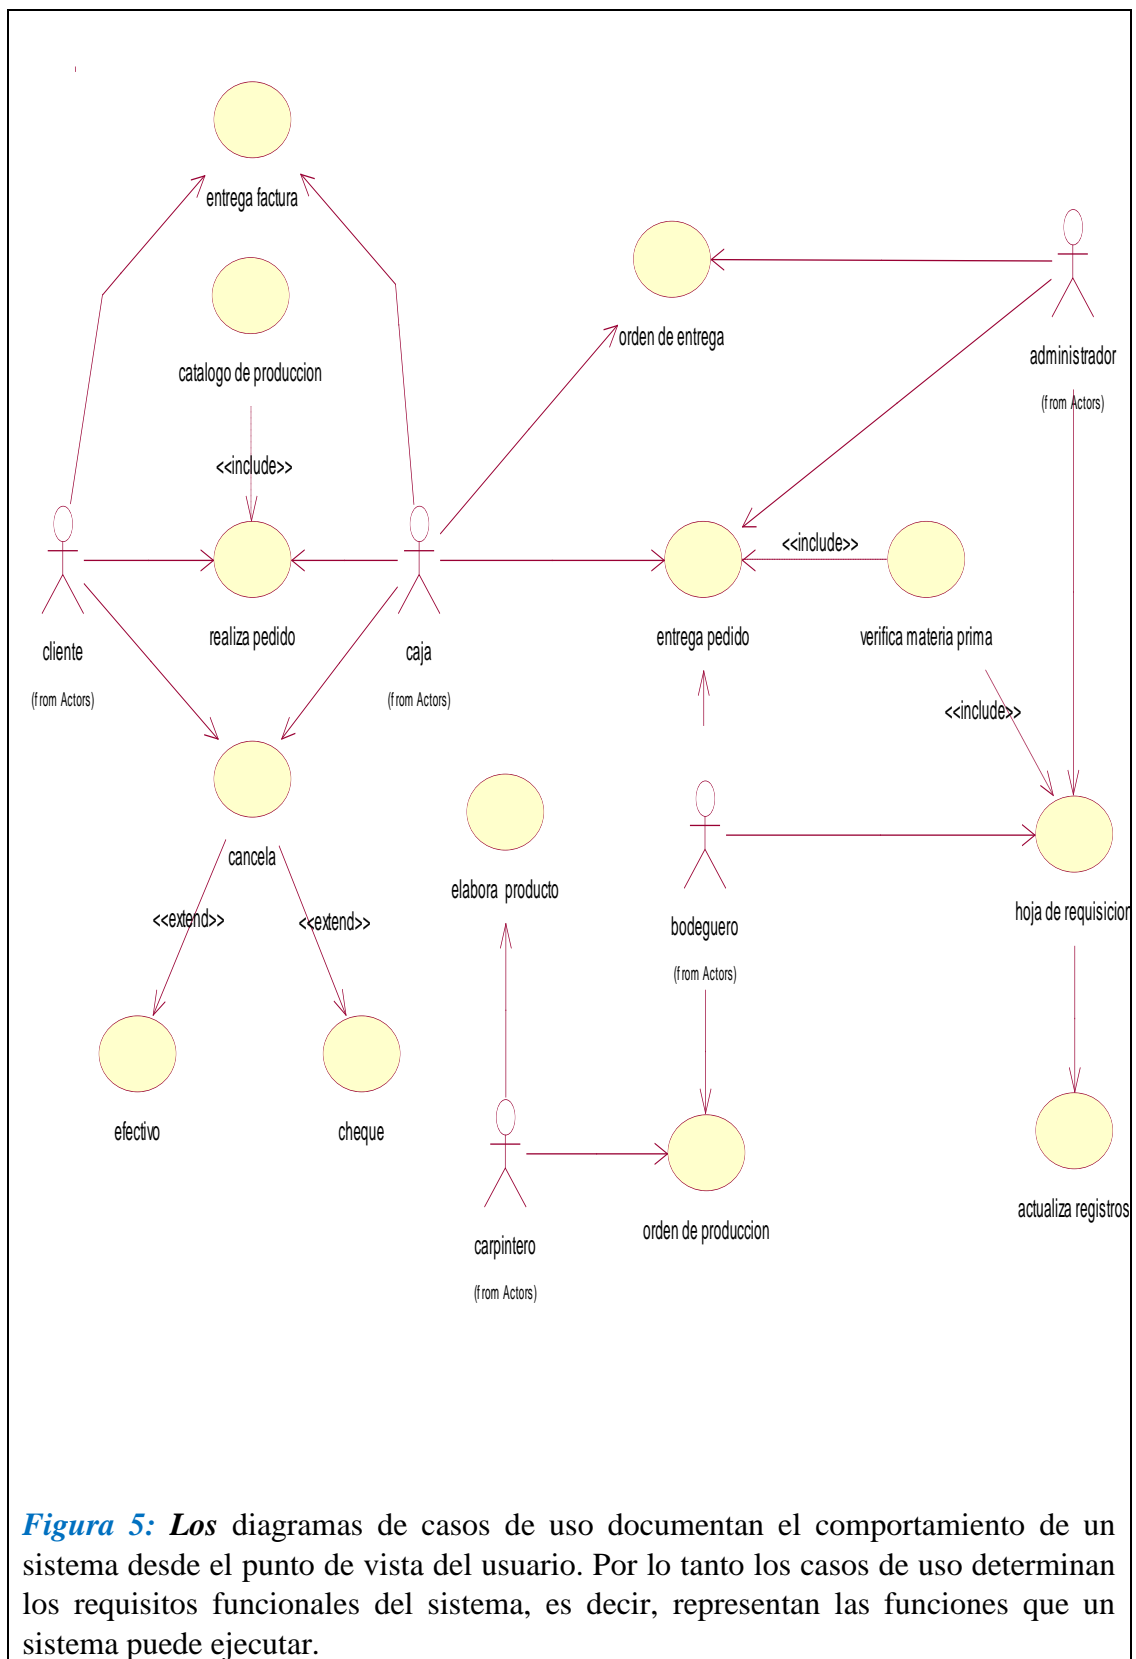 entrega factura
catalogo de produccion
orden de entrega
administrador
(from Actors)
<<include>>
<<include>>
realiza pedido
entrega pedido
verifica materia prima
cliente
(from Actors)
caja
(from Actors)
<<include>>
cancela
elabora producto
<<extend>>
<<extend>>
bodeguero
(from Actors)
hoja de requisicion
efectivo
cheque
actualiza registros
orden de produccion
carpintero
(from Actors)
Figura 5: Los diagramas de casos de uso documentan el comportamiento de un
sistema desde el punto de vista del usuario. Por lo tanto los casos de uso determinan
los requisitos funcionales del sistema, es decir, representan las funciones que un
sistema puede ejecutar.